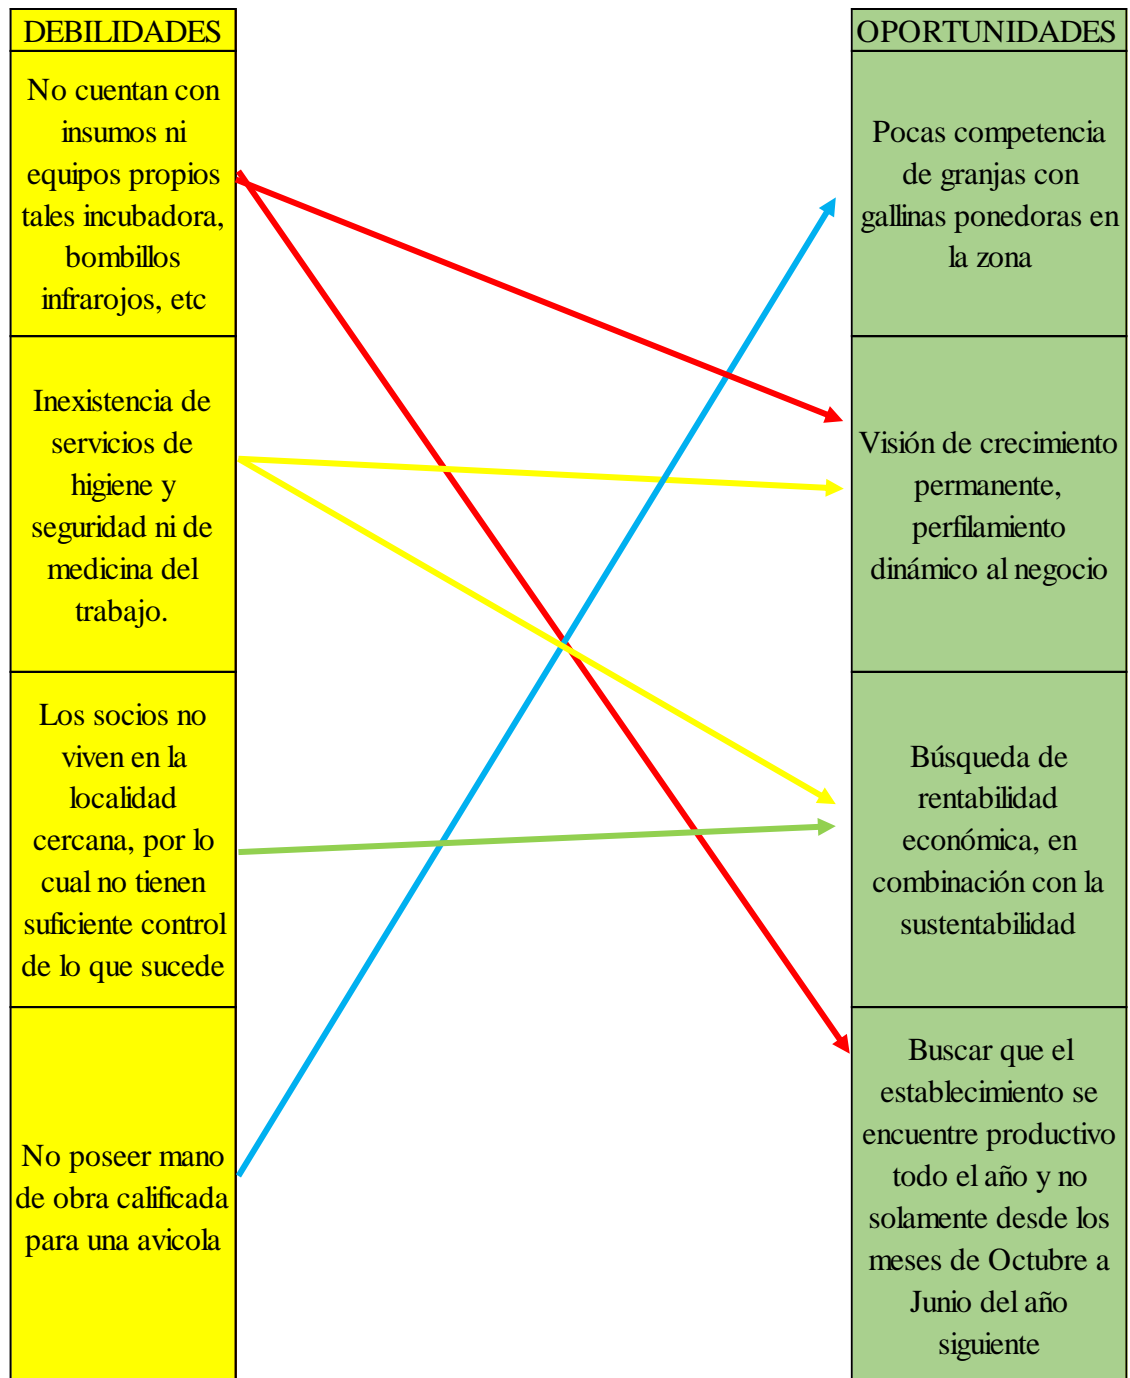 DEBILIDADES
No cuentan con
insumos ni
equipos propios
tales incubadora,
bombillos
infrarojos, etc
Inexistencia de
servicios de
higiene y
seguridad ni de
medicina del
trabajo.
Los socios no
viven en la
localidad
cercana, por lo
cual no tienen
suficiente control
de lo que sucede
No poseer mano
de obra calificada
para una avicola
OPORTUNIDADES
Pocas competencia
de granjas con
gallinas ponedoras en
la zona
Visión de crecimiento
permanente,
perfilamiento
dinámico al negocio
Búsqueda de
rentabilidad
económica, en
combinación con la
sustentabilidad
Buscar que el
establecimiento se
encuentre productivo
todo el año y no
solamente desde los
meses de Octubre a
Junio del año
siguiente